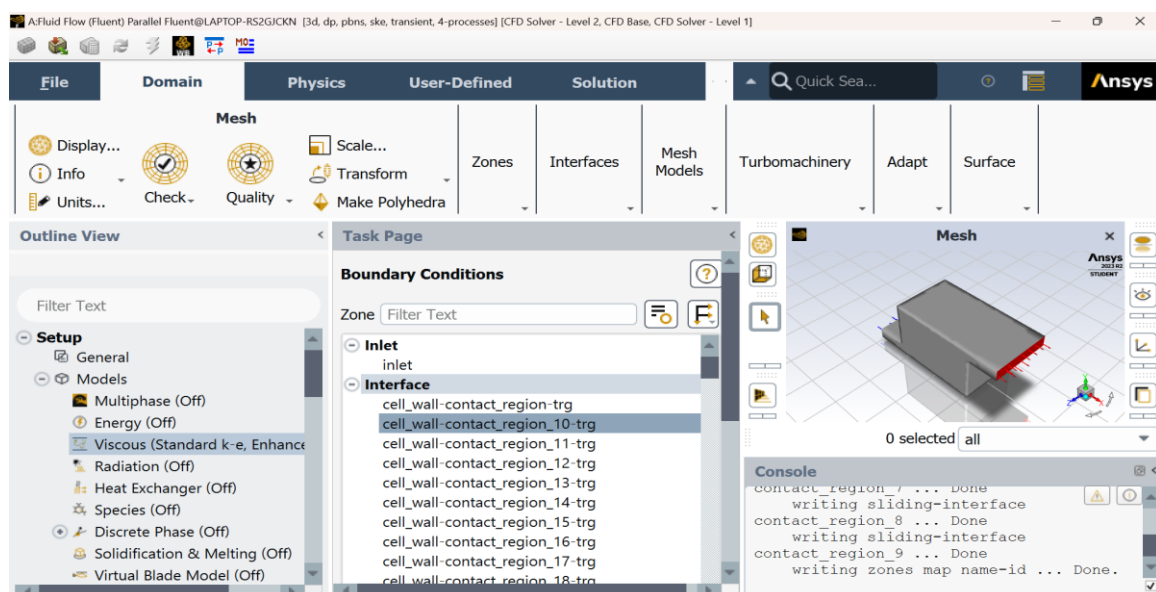 A:Fluid Flow (Fluent) Parallel Fluent@LAPTOP-RS2GJCKN [3d, dp, pbns, ske, transient, 4-processes] [CFD Solver - Level 2, CFD Base, CFD Solver - Level 1]
File Domain Physics User-Defined Solution Quick Sea... Ansys
Mesh
Display...
Info
Units...
Check
Quality
Scale...
Transform
Make Polyhedra
Zones
Interfaces
Mesh
Models
Turbomachinery
Adapt
Surface
Outline View
Filter Text
Setup
General
Models
Multiphase (Off)
Energy (Off)
Viscous (Standard k-e, Enhance
Radiation (Off)
Heat Exchanger (Off)
Species (Off)
Discrete Phase (Off)
Solidification & Melting (Off)
Virtual Blade Model (Off)
Task Page
Boundary Conditions
Zone Filter Text
Inlet
inlet
Interface
cell_wall-contact_region-trg
cell_wall-contact_region_10-trg
cell_wall-contact_region_11-trg
cell_wall-contact_region_12-trg
cell_wall-contact_region_13-trg
cell_wall-contact_region_14-trg
cell_wall-contact_region_15-trg
cell_wall-contact_region_16-trg
cell_wall-contact_region_17-trg
cell_wall-contact_region_18-trg
Mesh
Ansys
2023 R2
STUDENT
0 selected all
Console
contact_region_7 ... Done
writing sliding-interface
contact_region_8 ... Done
writing sliding-interface
contact_region_9 ... Done
writing zones map name-id ... Done.